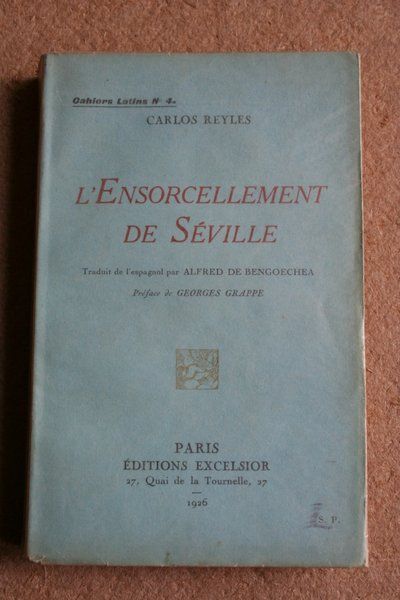 Cahiers Latins Nº 4.
CARLOS REYLES
L'ENSORCELLEMENT
DE SÉVILLE
Traduit de l'espagnol par ALFRED DE BENGOECHEA
Préface de GEORGES GRAPPE
PARIS
ÉDITIONS EXCELSIOR
27, Quai de la Tournelle, 27
1926
S. P.